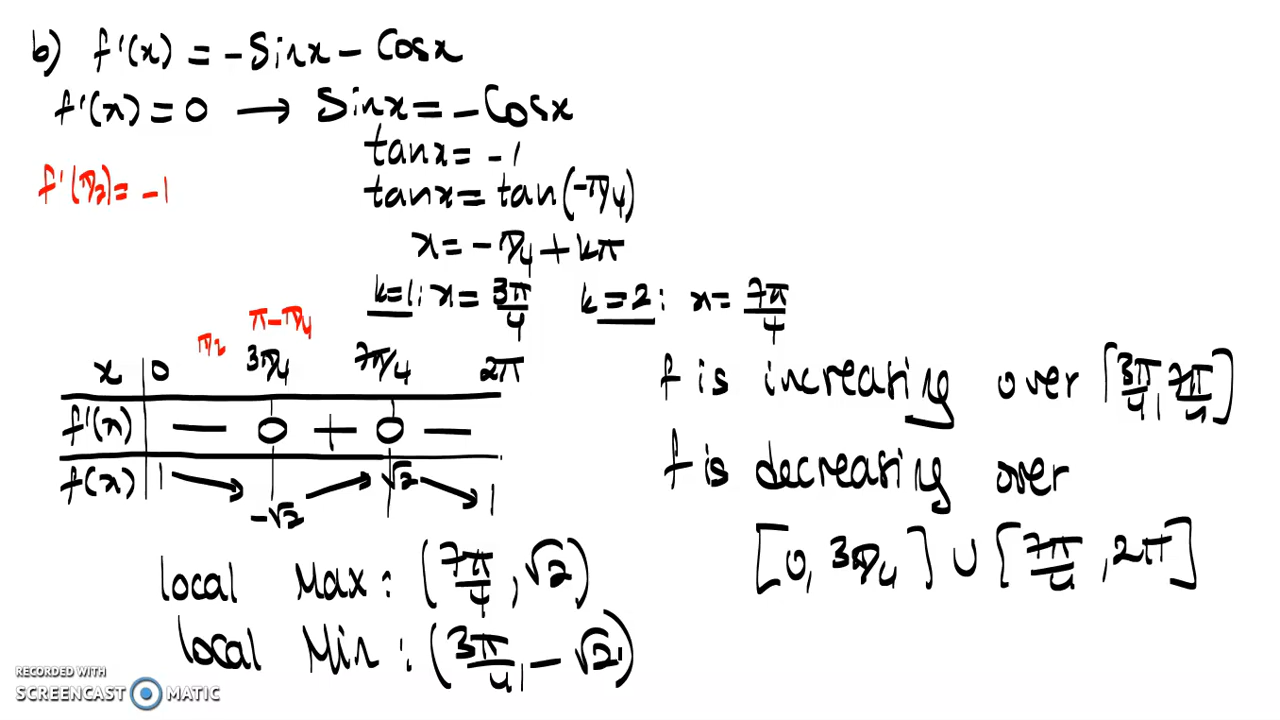 b) f'(x) = -Sinx - Cosx
f'(x) = 0 → Sinx = -Cosx
tanx = -1
f'(π/2) = -1
tanx = tan(-π/4)
x = -π/4 + kπ
k=1: x = 3π/4 k=2: x = 7π/4
π/2 π-π/4
x 0 3π/4 7π/4 2π
f'(x) — 0 + 0 —
f(x) 1 ↘ -√2 ↗ √2 ↘ 1
f is increasing over [3π/4, 7π/4]
f is decreasing over
[0, 3π/4] ∪ [7π/4, 2π]
local Max: (7π/4, √2)
local Min: (3π/4, -√2)
RECORDED WITH
SCREENCAST MATIC